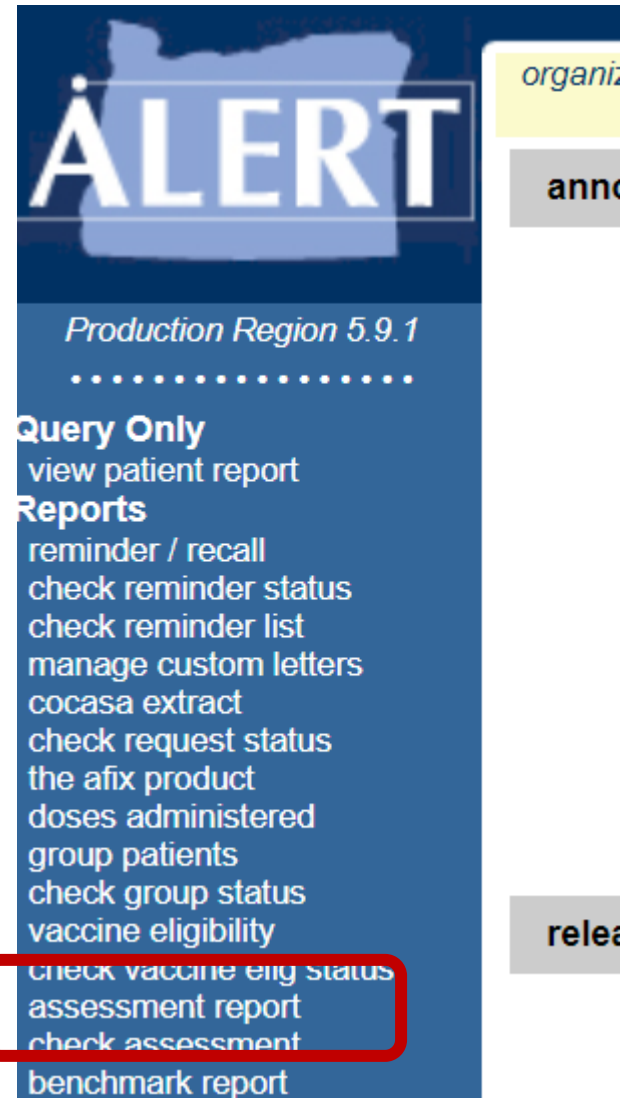 ALERT
organiz
anno
Production Region 5.9.1
Query Only
view patient report
Reports
reminder / recall
check reminder status
check reminder list
manage custom letters
cocasa extract
check request status
the afix product
doses administered
group patients
check group status
vaccine eligibility
relea
check vaccine elig status
assessment report
check assessment
benchmark report